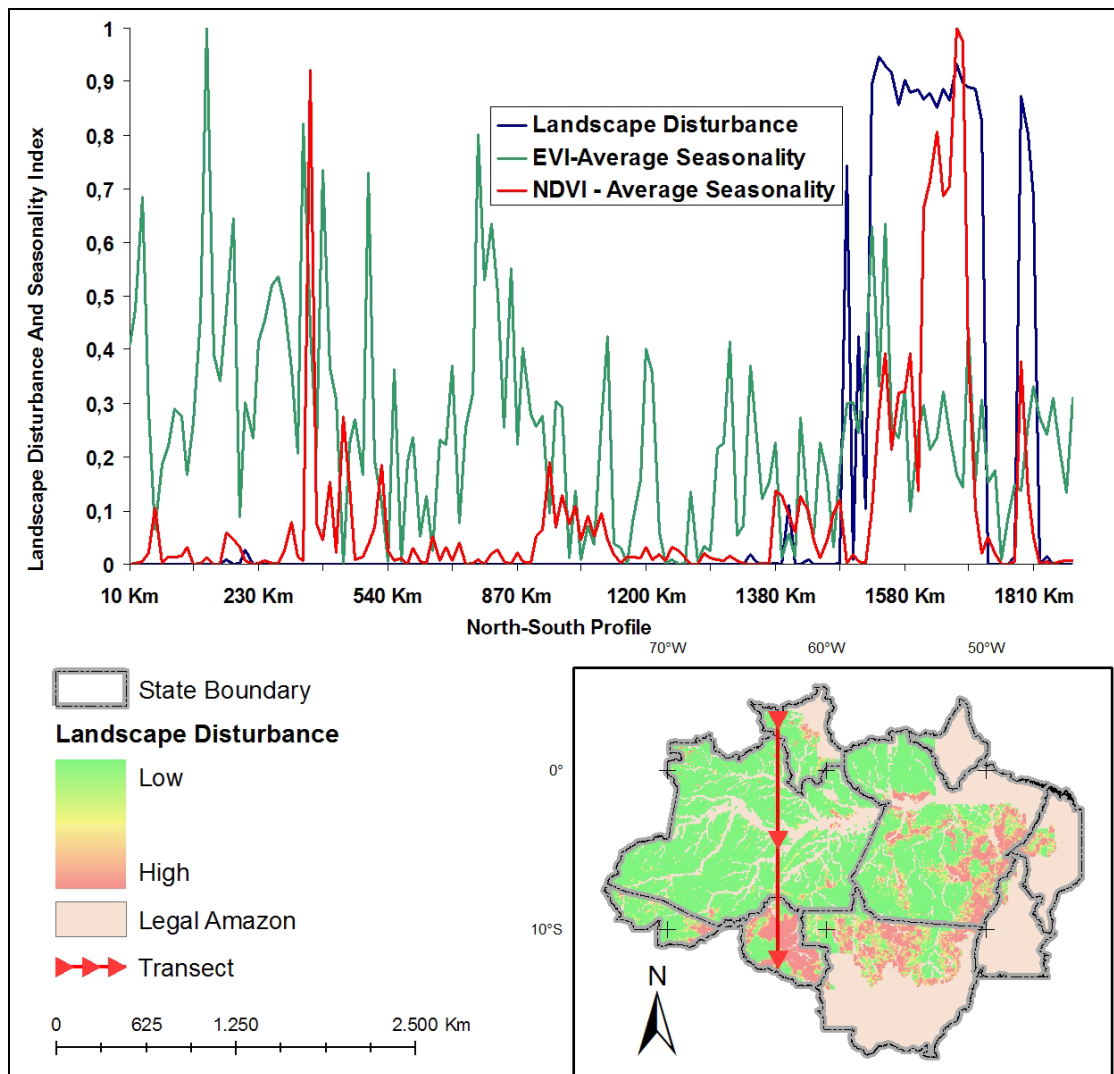 Landscape Disturbance And Seasonality Index
1
0,9
0,8
0,7
0,6
0,5
0,4
0,3
0,2
0,1
0
Landscape Disturbance
EVI-Average Seasonality
NDVI - Average Seasonality
10 Km 230 Km 540 Km 870 Km 1200 Km 1380 Km 1580 Km 1810 Km
North-South Profile
State Boundary
Landscape Disturbance
Low
High
Legal Amazon
Transect
0 625 1.250 2.500 Km
70°W 60°W 50°W
0°
10°S
N